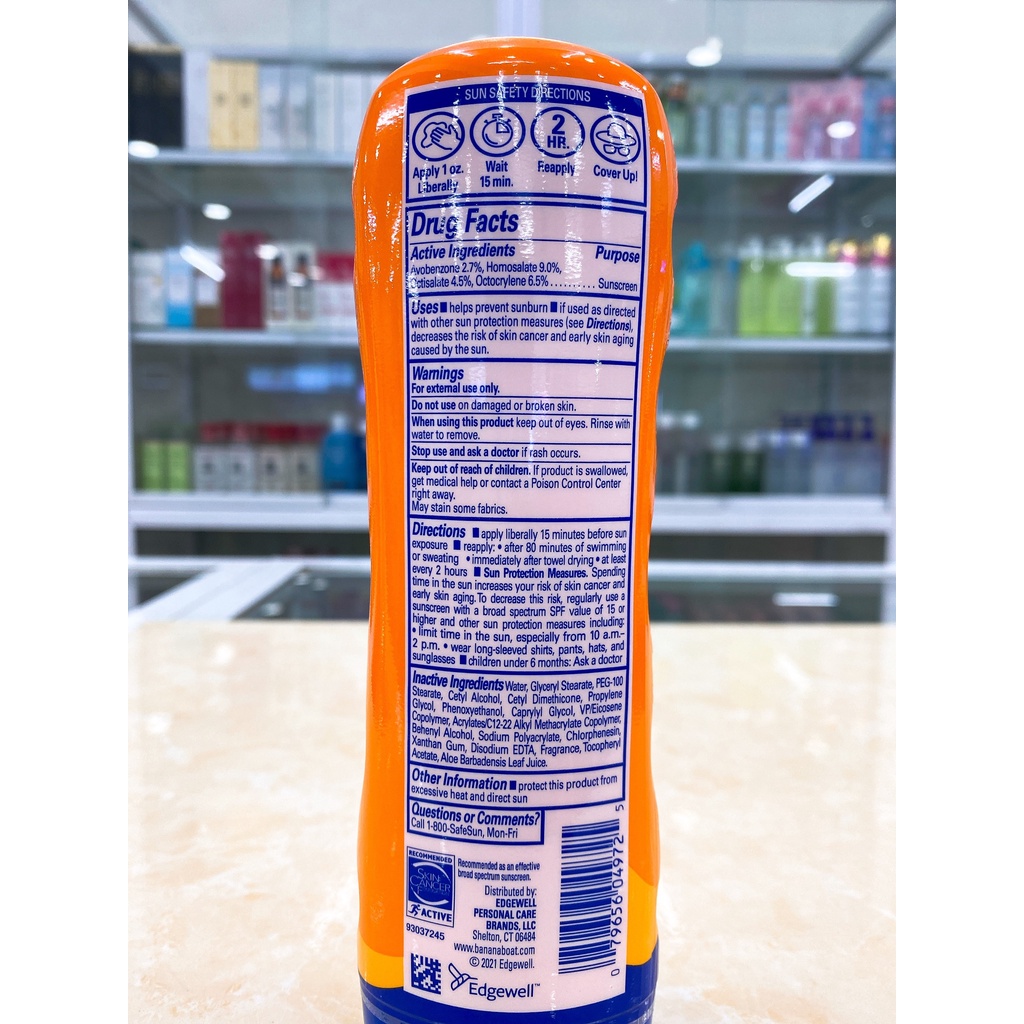 SUN SAFETY DIRECTIONS
2 HR.
Apply 1 oz. Liberally
Wait 15 min.
Reapply
Cover Up!
Drug Facts
Active Ingredients Purpose
Avobenzone 2.7%, Homosalate 9.0%,
Octisalate 4.5%, Octocrylene 6.5% .......... Sunscreen
Uses ■ helps prevent sunburn ■ if used as directed
with other sun protection measures (see Directions),
decreases the risk of skin cancer and early skin aging
caused by the sun.
Warnings
For external use only.
Do not use on damaged or broken skin.
When using this product keep out of eyes. Rinse with
water to remove.
Stop use and ask a doctor if rash occurs.
Keep out of reach of children. If product is swallowed,
get medical help or contact a Poison Control Center
right away.
May stain some fabrics.
Directions ■ apply liberally 15 minutes before sun
exposure ■ reapply: • after 80 minutes of swimming
or sweating • immediately after towel drying • at least
every 2 hours ■ Sun Protection Measures. Spending
time in the sun increases your risk of skin cancer and
early skin aging. To decrease this risk, regularly use a
sunscreen with a broad spectrum SPF value of 15 or
higher and other sun protection measures including:
• limit time in the sun, especially from 10 a.m.–
2 p.m. • wear long-sleeved shirts, pants, hats, and
sunglasses ■ children under 6 months: Ask a doctor
Inactive Ingredients Water, Glyceryl Stearate, PEG-100
Stearate, Cetyl Alcohol, Cetyl Dimethicone, Propylene
Glycol, Phenoxyethanol, Caprylyl Glycol, VP/Eicosene
Copolymer, Acrylates/C12-22 Alkyl Methacrylate Copolymer,
Behenyl Alcohol, Sodium Polyacrylate, Chlorphenesin,
Xanthan Gum, Disodium EDTA, Fragrance, Tocopheryl
Acetate, Aloe Barbadensis Leaf Juice.
Other Information ■ protect this product from
excessive heat and direct sun
Questions or Comments?
Call 1-800-SafeSun, Mon-Fri
RECOMMENDED
SKIN CANCER
ACTIVE
Recommended as an effective
broad spectrum sunscreen.
Distributed by:
EDGEWELL
PERSONAL CARE
BRANDS, LLC
Shelton, CT 06484
www.bananaboat.com
© 2021 Edgewell.
93037245
Edgewell™
0 79656 04972 5